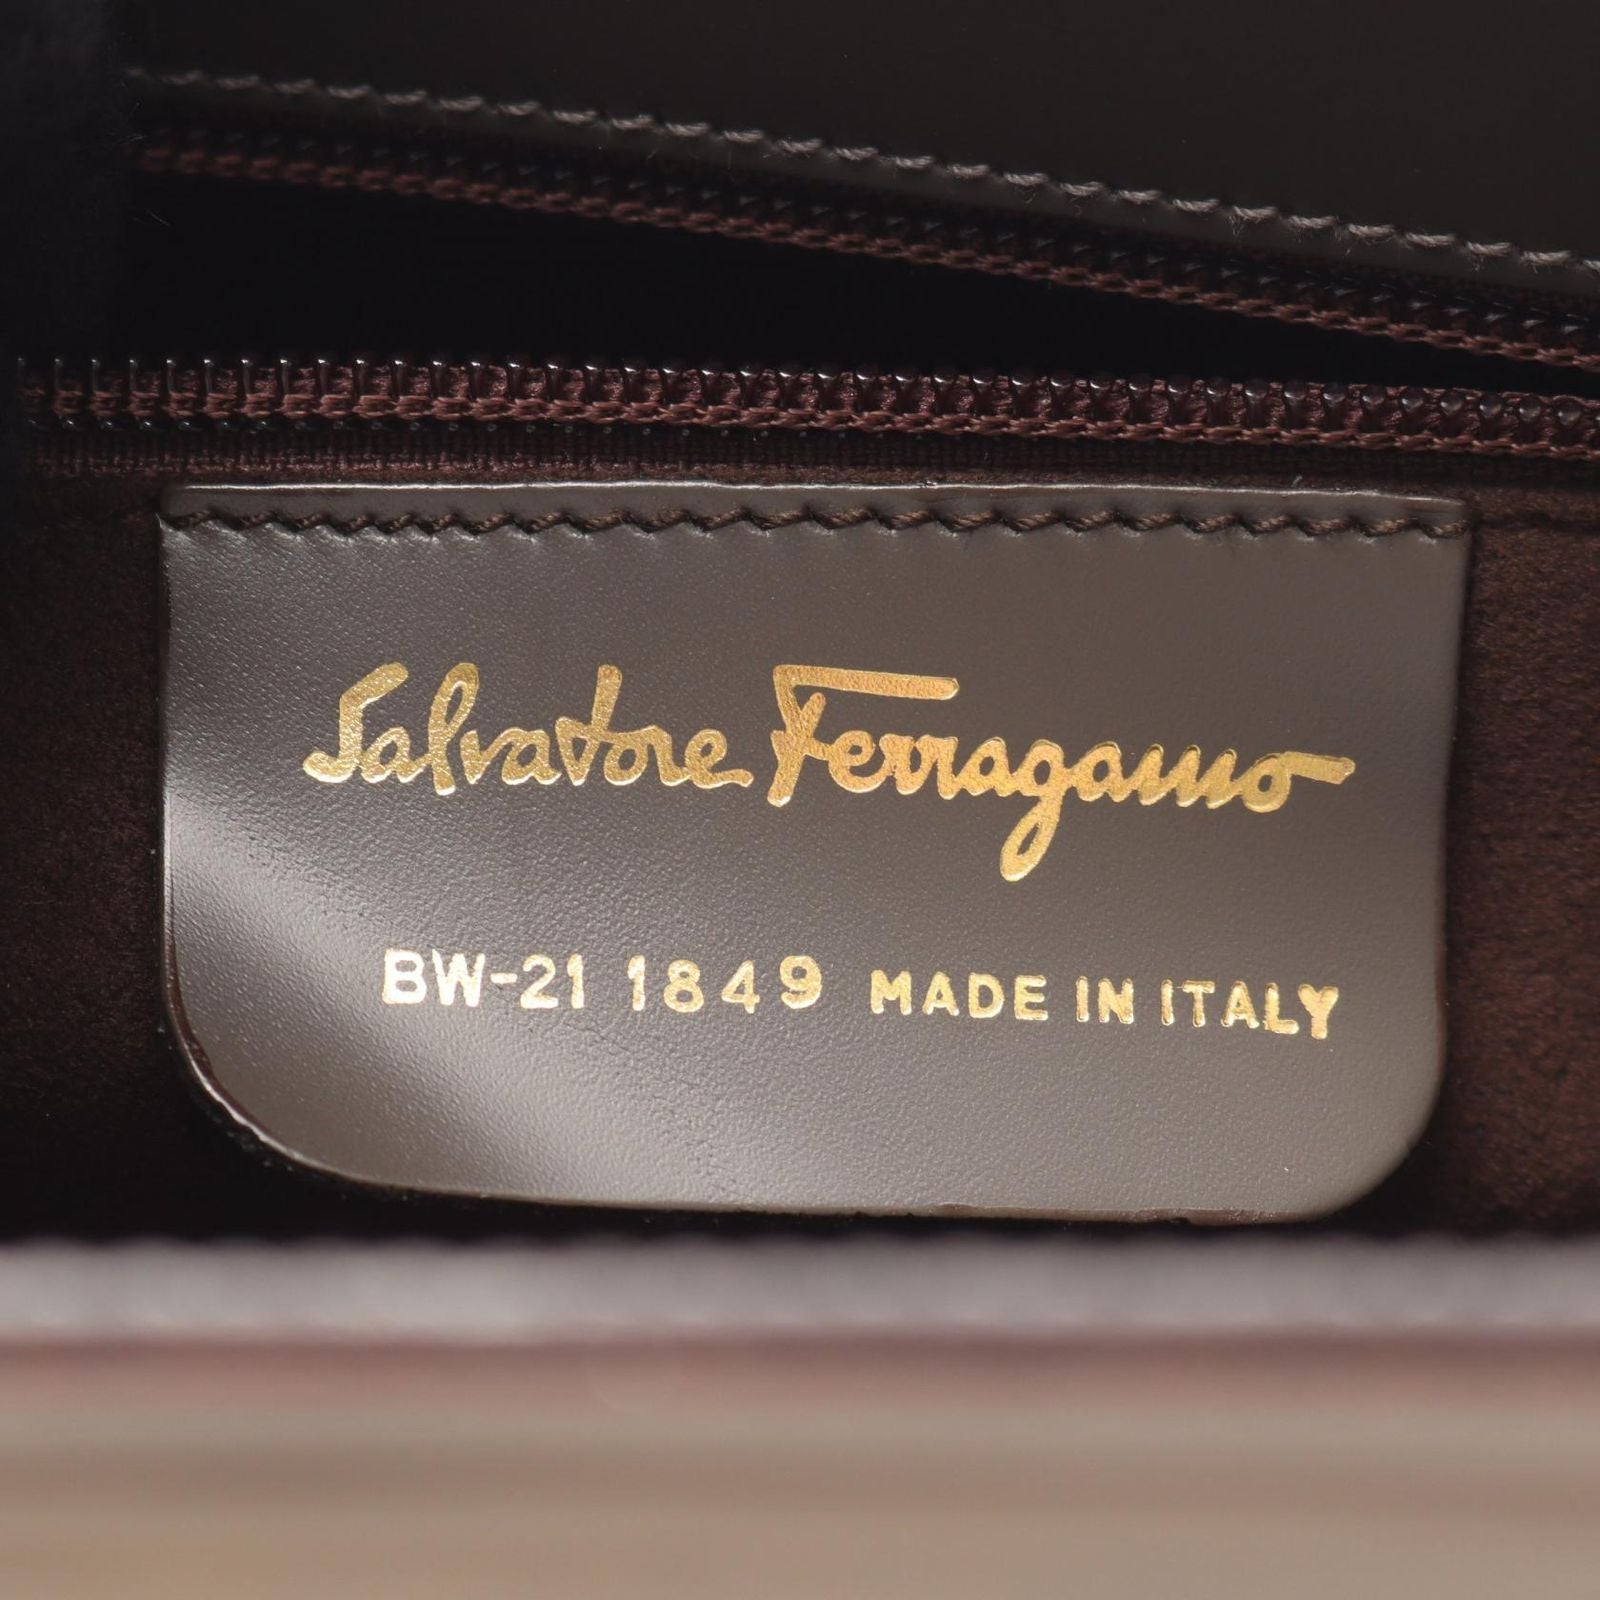 Salvatore Ferragamo
BW-21 1849 MADE IN ITALY